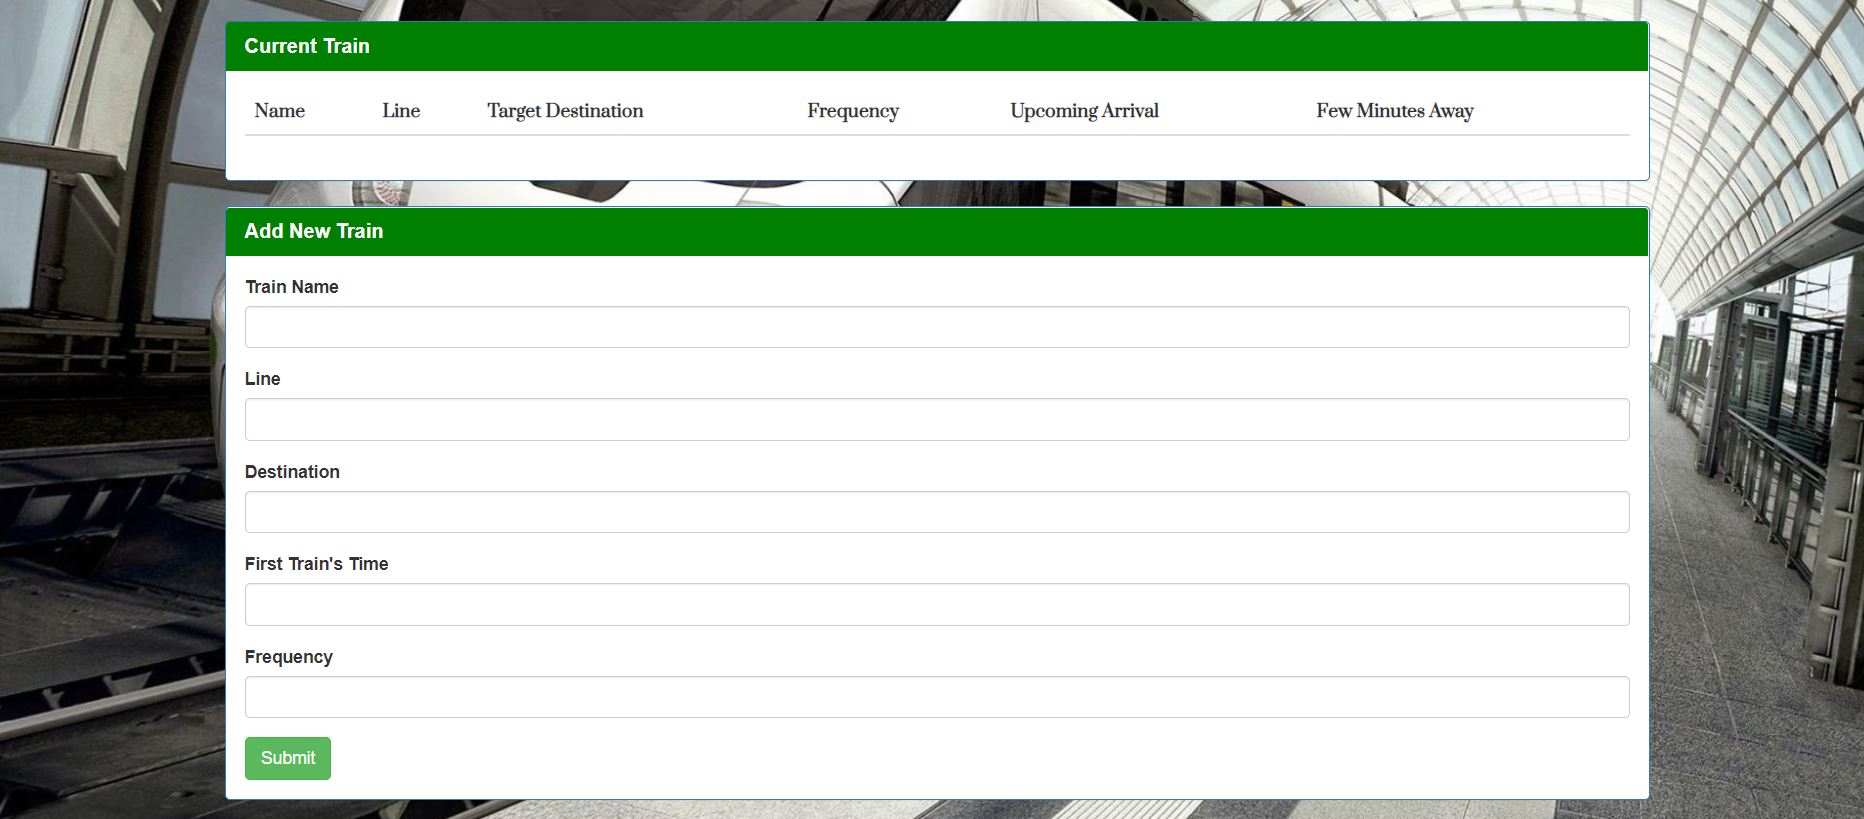 Current Train
Name Line Target Destination Frequency Upcoming Arrival Few Minutes Away
Add New Train
Train Name
Line
Destination
First Train's Time
Frequency
Submit